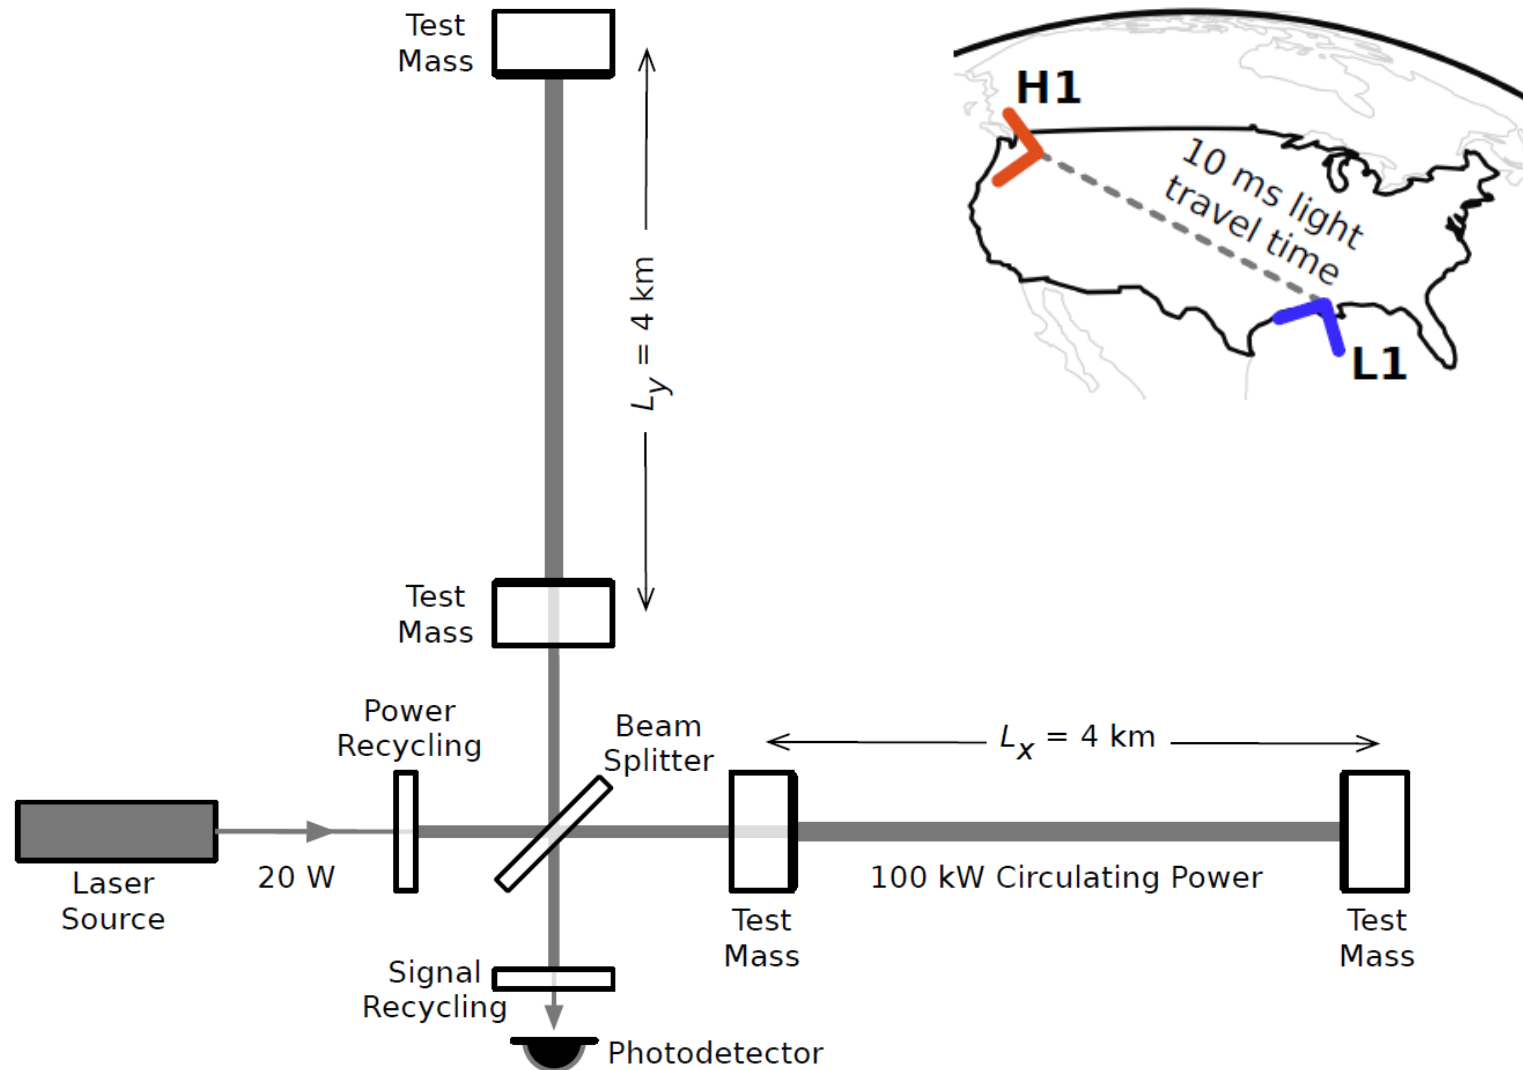 Test
Mass
H1
10 ms light
travel time
L1
Ly = 4 km
Test
Mass
Power
Recycling
Beam
Splitter
Lx = 4 km
Laser
Source
20 W
100 kW Circulating Power
Test
Mass
Test
Mass
Signal
Recycling
Photodetector